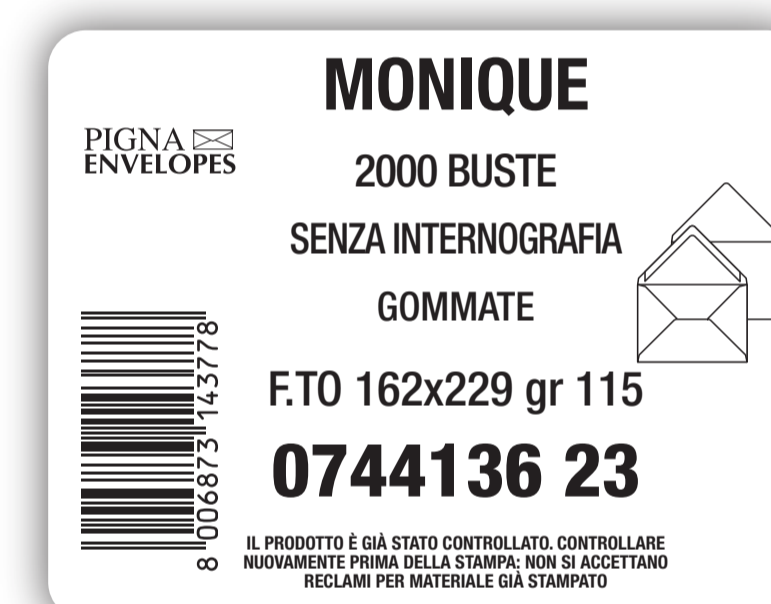 MONIQUE
PIGNA
ENVELOPES
2000 BUSTE
SENZA INTERNOGRAFIA
GOMMATE
F.TO 162x229 gr 115
0744136 23
8 006873 143778
IL PRODOTTO È GIÀ STATO CONTROLLATO. CONTROLLARE
NUOVAMENTE PRIMA DELLA STAMPA: NON SI ACCETTANO
RECLAMI PER MATERIALE GIÀ STAMPATO